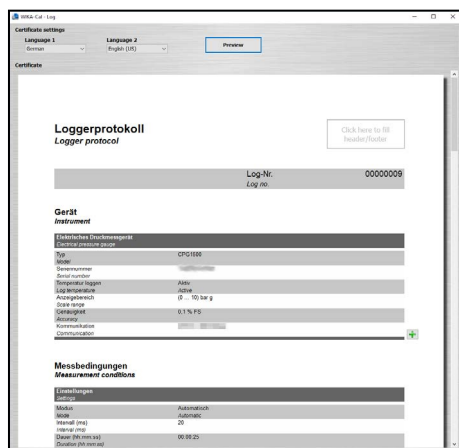 WIKA-Cal - Log
Certificate settings
Language 1
Language 2
German
English (US)
Preview
Certificate
Loggerprotokoll
Logger protocol
Click here to fill
header/footer
Log-Nr.
00000009
Log no.
Gerät
Instrument
Elektrisches Druckmessgerät
Electrical pressure gauge
Typ
CPG1500
Model
Seriennummer
Serial number
Temperatur loggen
Aktiv
Log temperature
Active
Anzeigebereich
(0 ... 10) bar g
Scale range
Genauigkeit
0.1 % FS
Accuracy
Kommunikation
Communication
Messbedingungen
Measurement conditions
Einstellungen
Settings
Modus
Automatisch
Mode
Automatic
Intervall (ms)
20
Interval (ms)
Dauer (hh:mm:ss)
00:00:25
Duration (hh:mm:ss)